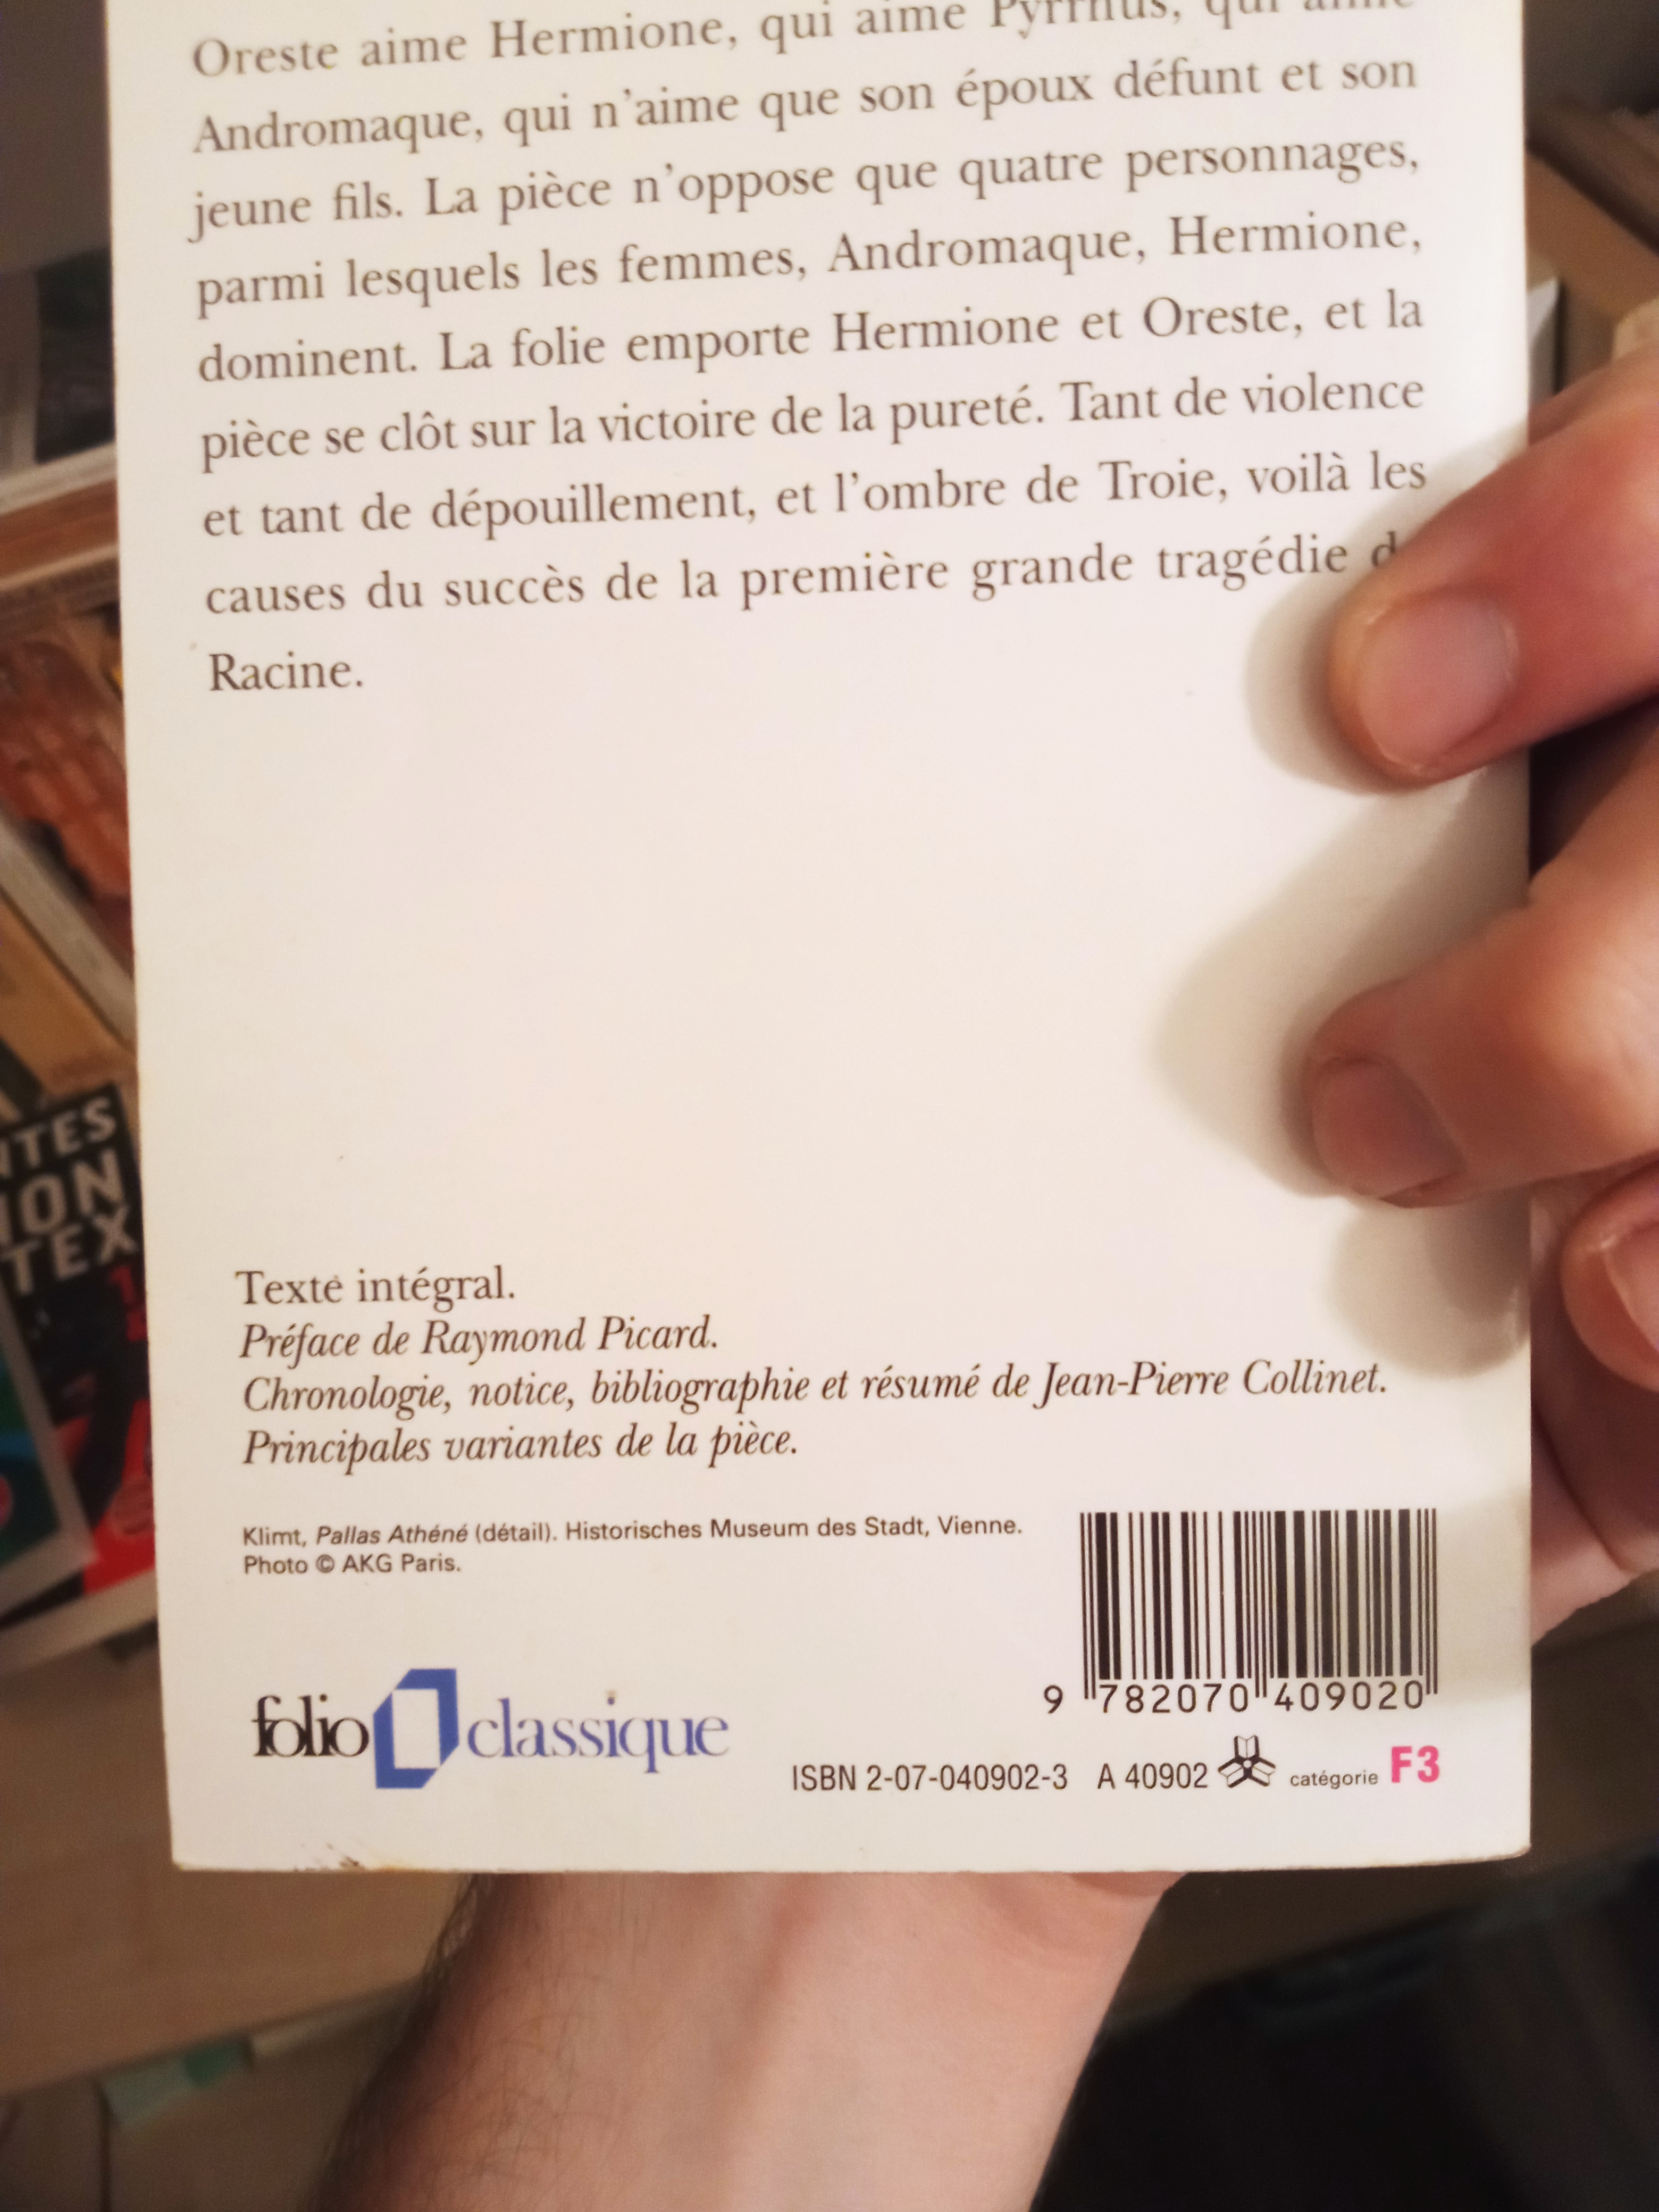 Oreste aime Hermione, qui aime Pyrrhus, qui aime
Andromaque, qui n'aime que son époux défunt et son
jeune fils. La pièce n'oppose que quatre personnages,
parmi lesquels les femmes, Andromaque, Hermione,
dominent. La folie emporte Hermione et Oreste, et la
pièce se clôt sur la victoire de la pureté. Tant de violence
et tant de dépouillement, et l'ombre de Troie, voilà les
causes du succès de la première grande tragédie
Racine.
NTES
ION
TEX
Texte intégral.
Préface de Raymond Picard.
Chronologie, notice, bibliographie et résumé de Jean-Pierre Collinet.
Principales variantes de la pièce.
Klimt, Pallas Athéné (détail). Historisches Museum des Stadt, Vienne.
Photo © AKG Paris.
9 782070 409020
folio classique
ISBN 2-07-040902-3 A 40902 catégorie F3